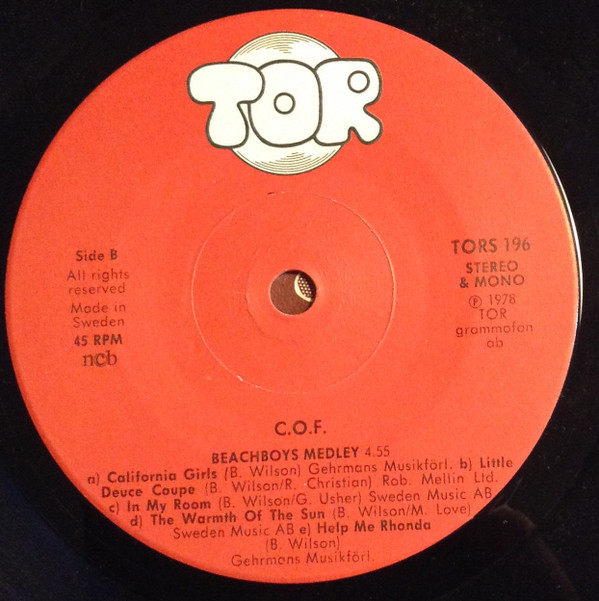 TOR
Side B
All rights
reserved
Made in
Sweden
45 RPM
ncb
TORS 196
STEREO
& MONO
Ⓟ 1978
TOR
grammofon
ab
C.O.F.
BEACHBOYS MEDLEY 4.55
a) California Girls (B. Wilson) Gehrmans Musikförl. b) Little
Deuce Coupe (B. Wilson/R. Christian) Rob. Mellin Ltd.
c) In My Room (B. Wilson/G. Usher) Sweden Music AB
d) The Warmth Of The Sun (B. Wilson/M. Love)
Sweden Music AB e) Help Me Rhonda
(B. Wilson)
Gehrmans Musikförl.